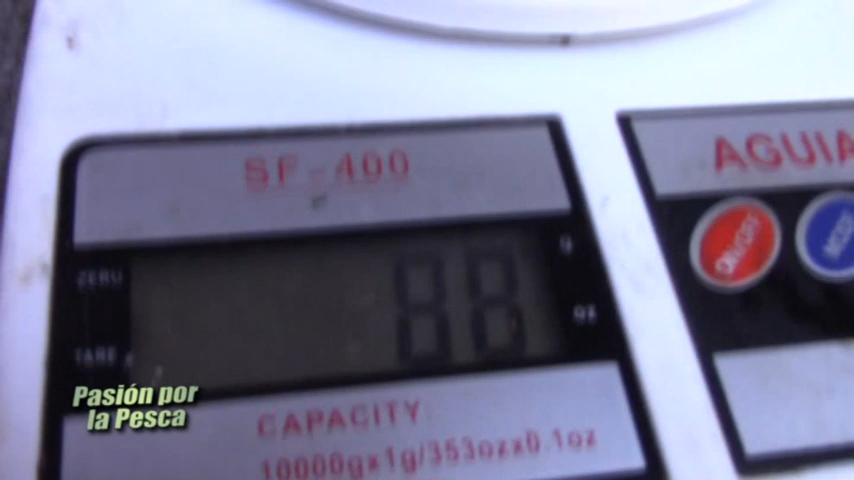 SF-400
AGUIA
ON/OFF
ZERO
88
g
oz
TARE
Pasión por
la Pesca
CAPACITY:
10000gx1g/353ozx0.1oz